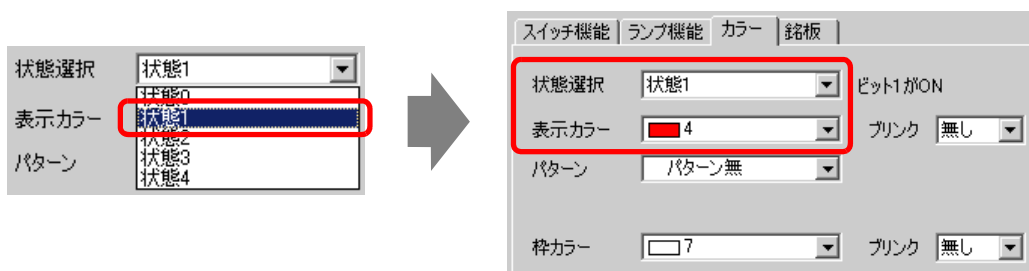 状態選択 状態1
状態0
表示カラー 状態1
状態2
パターン 状態3
状態4
スイッチ機能 ランプ機能 カラー 銘板
状態選択 状態1 ビット1がON
表示カラー 4 ブリンク 無し
パターン パターン無
枠カラー 7 ブリンク 無し